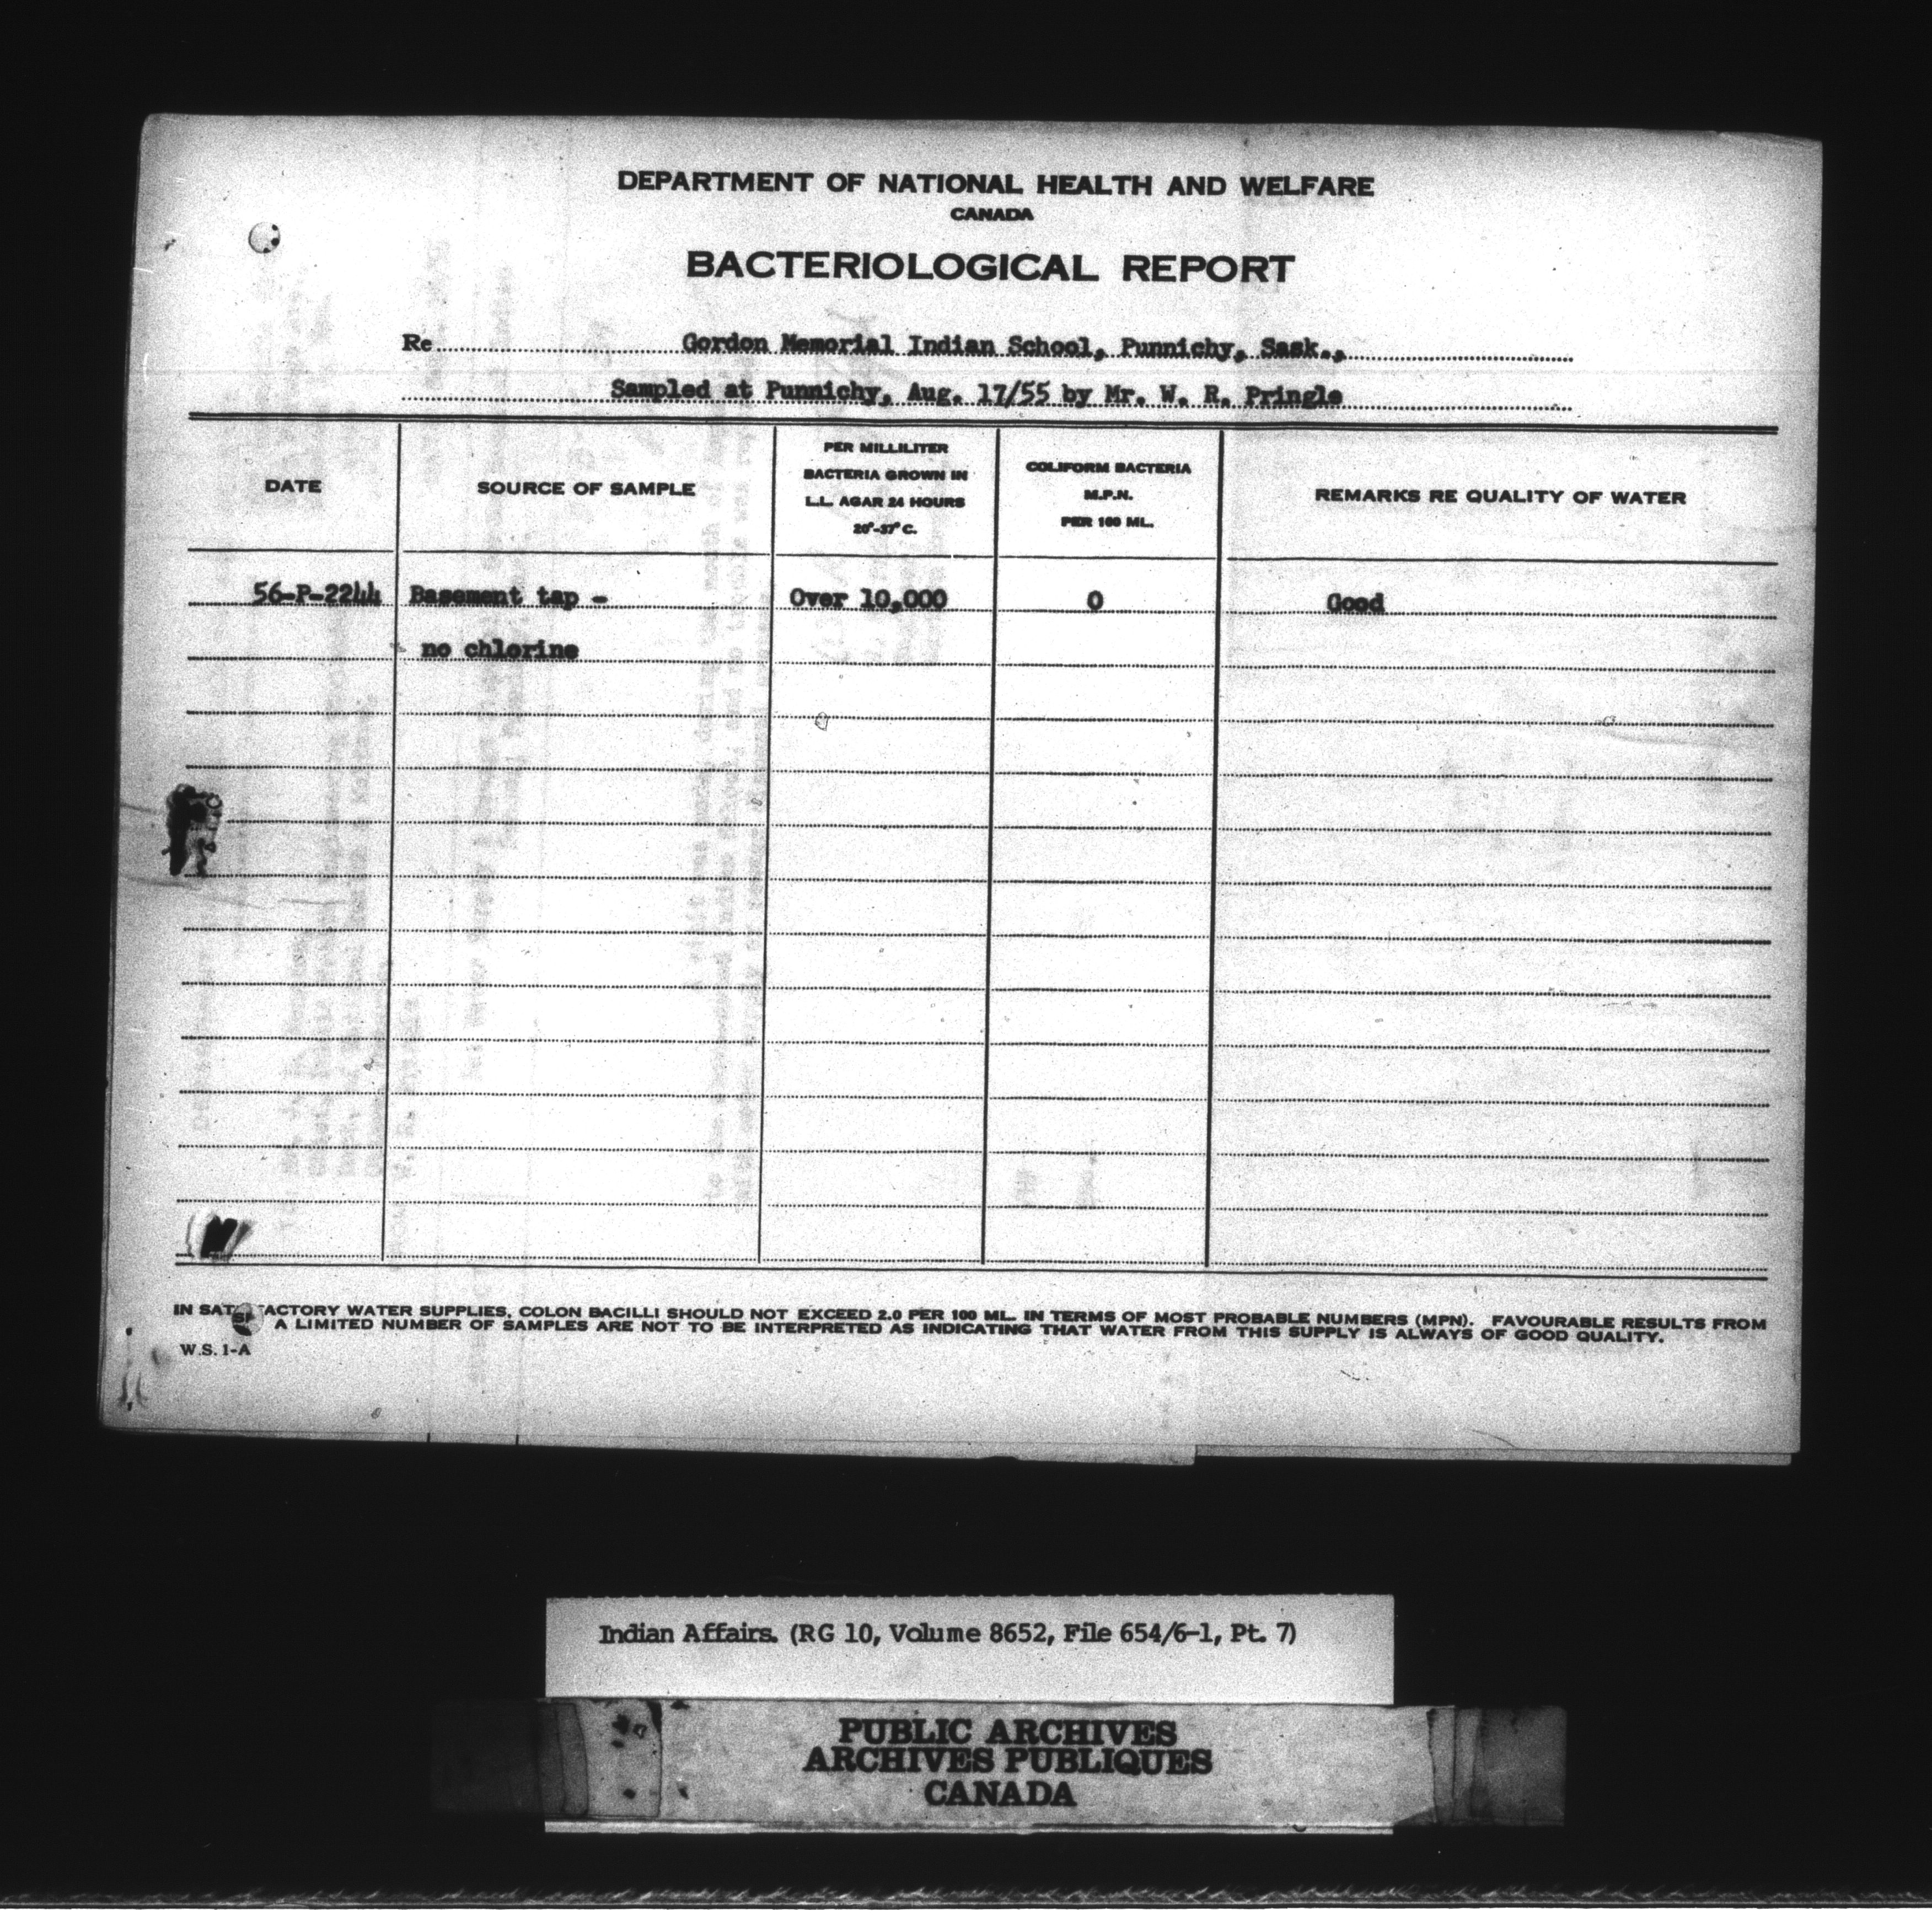 DEPARTMENT OF NATIONAL HEALTH AND WELFARE
CANADA
BACTERIOLOGICAL REPORT
Re Gordon Memorial Indian School, Punnichy, Sask.,
Sampled at Punnichy, Aug. 17/55 by Mr. W. R. Pringle
DATE
SOURCE OF SAMPLE
PER MILLILITER
BACTERIA GROWN IN
L.L. AGAR 24 HOURS
20°-37° C.
COLIFORM BACTERIA
M.P.N.
PER 100 ML.
REMARKS RE QUALITY OF WATER
56-P-2244 Basement tap - Over 10,000 0 Good
no chlorine
IN SATISFACTORY WATER SUPPLIES, COLON BACILLI SHOULD NOT EXCEED 2.0 PER 100 ML. IN TERMS OF MOST PROBABLE NUMBERS (MPN). FAVOURABLE RESULTS FROM
A LIMITED NUMBER OF SAMPLES ARE NOT TO BE INTERPRETED AS INDICATING THAT WATER FROM THIS SUPPLY IS ALWAYS OF GOOD QUALITY.
W.S. 1-A
Indian Affairs. (RG 10, Volume 8652, File 654/6-1, Pt. 7)
PUBLIC ARCHIVES
ARCHIVES PUBLIQUES
CANADA